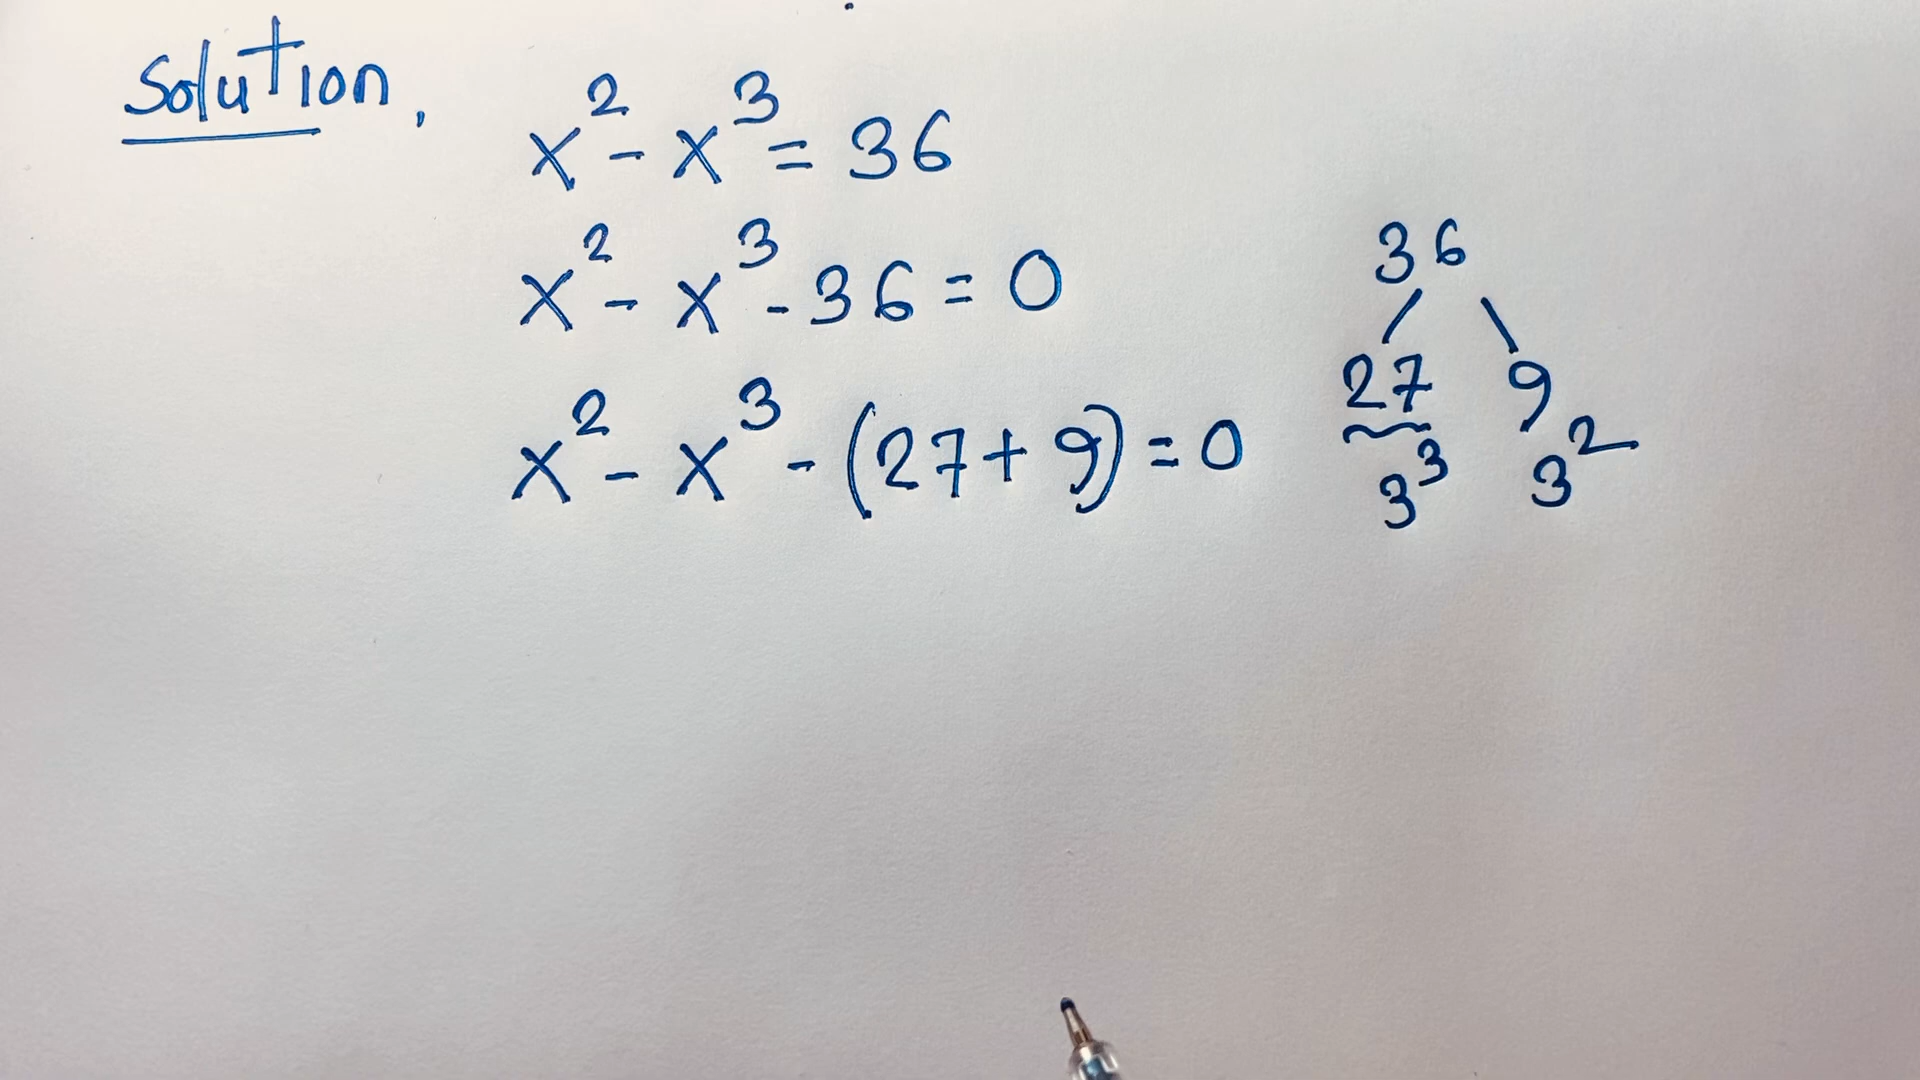 Solution,
x² - x³ = 36
x² - x³ - 36 = 0
x² - x³ - (27 + 9) = 0
36
27 9
3³ 3²